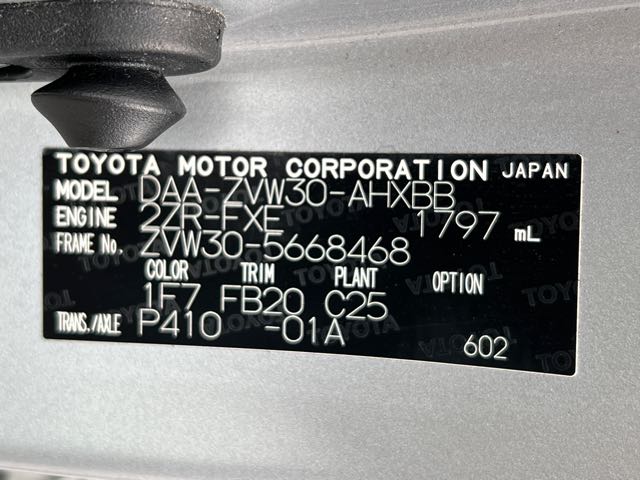 TOYOTA MOTOR CORPORATION JAPAN
MODEL DAA-ZVW30-AHXBB
ENGINE 2ZR-FXE 1797 mL
FRAME No. ZVW30-5668468
COLOR TRIM PLANT OPTION
1F7 FB20 C25
TRANS./AXLE P410 -01A
602